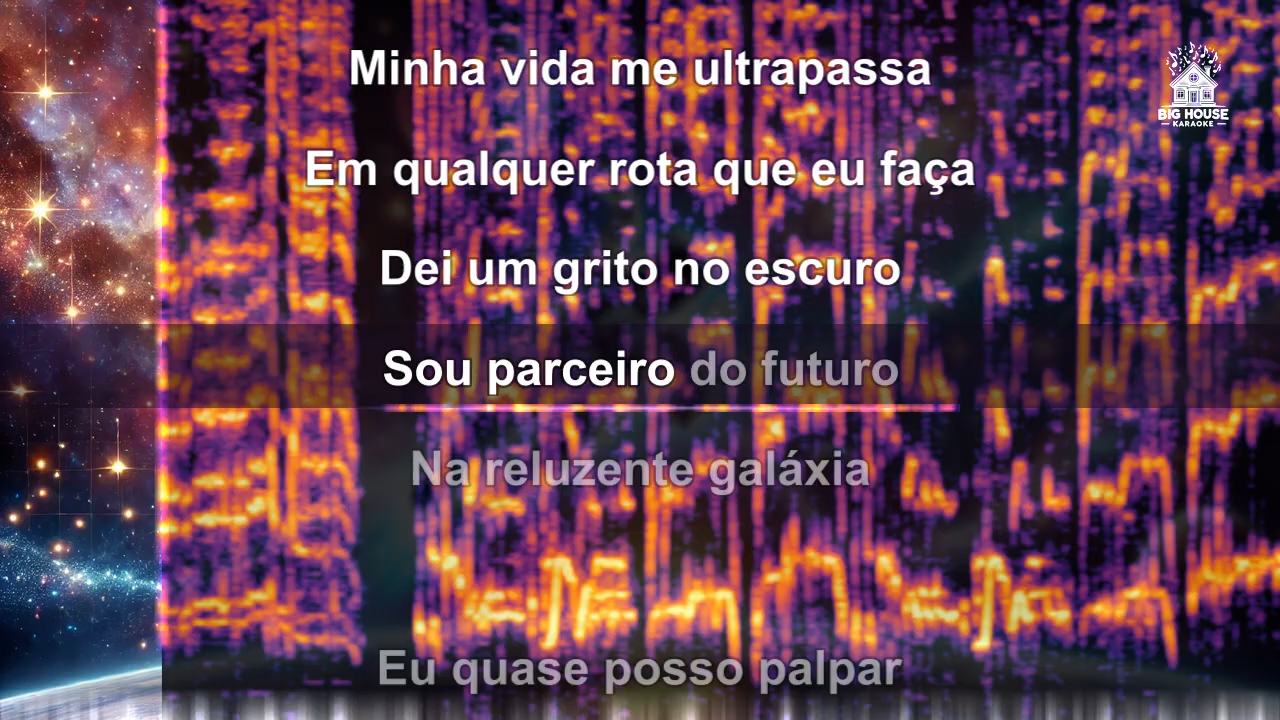 Minha vida me ultrapassa
BIG HOUSE
KARAOKE
Em qualquer rota que eu faça
Dei um grito no escuro
Sou parceiro do futuro
Na reluzente galáxia
Eu quase posso palpar